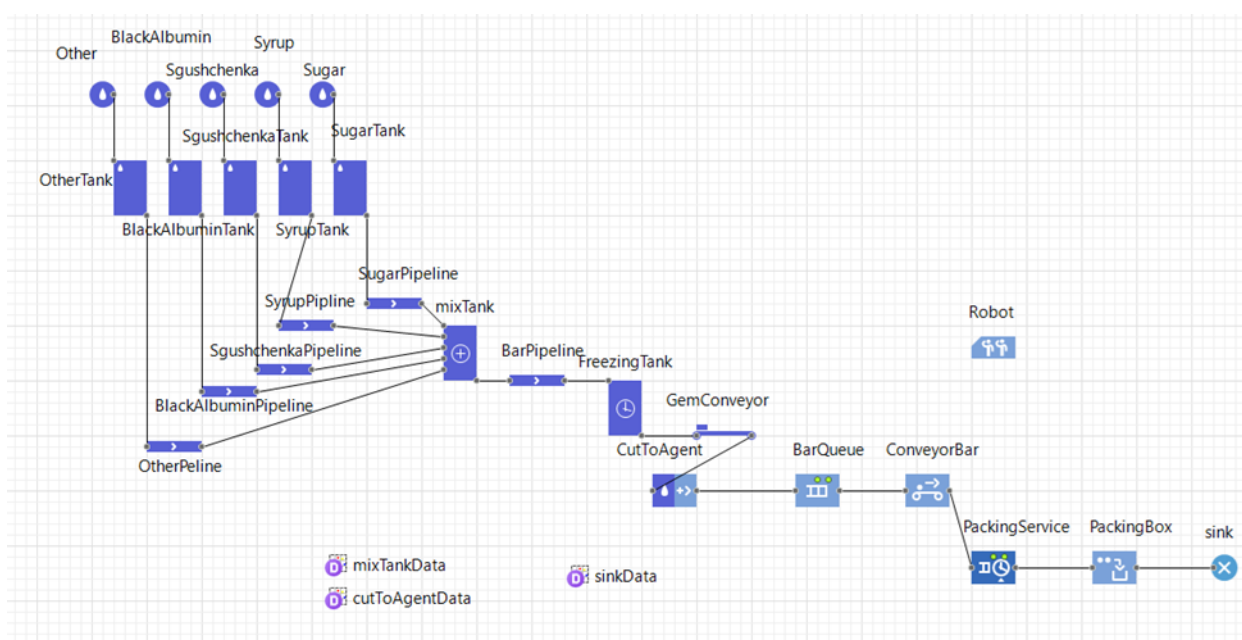 BlackAlbumin
Syrup
Other
Sgushchenka
Sugar
SugarTank
SgushchenkaTank
OtherTank
BlackAlbuminTank
SyrupTank
SugarPipeline
SyrupPipline
mixTank
Robot
SgushchenkaPipeline
BarPipeline
FreezingTank
GemConveyor
BlackAlbuminPipeline
CutToAgent
BarQueue
ConveyorBar
OtherPeline
PackingService
PackingBox
sink
mixTankData
sinkData
cutToAgentData